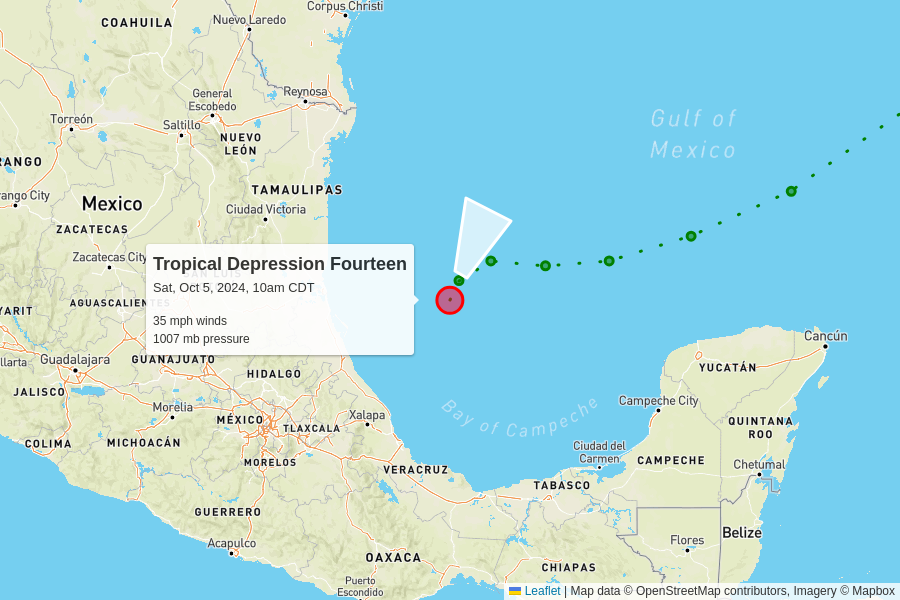 Corpus Christi
COAHUILA
Nuevo Laredo
General
Escobedo
Reynosa
Torreón
Saltillo
NUEVO
LEÓN
Gulf of
Mexico
RANGO
TAMAULIPAS
rango City
Mexico
Ciudad Victoria
ZACATECAS
Zacatecas City
Tropical Depression Fourteen
Sat, Oct 5, 2024, 10am CDT
35 mph winds
1007 mb pressure
SAN LUIS
AGUASCALIENTES
YARIT
Cancún
llarta
Guadalajara
GUANAJUATO
YUCATÁN
HIDALGO
JALISCO
Morelia
Xalapa
Campeche City
Bay of Campeche
MÉXICO
TLAXCALA
QUINTANA
ROO
COLIMA
MICHOACÁN
Ciudad del
Carmen
MORELOS
VERACRUZ
CAMPECHE
Chetumal
TABASCO
GUERRERO
Belize
Acapulco
Flores
OAXACA
CHIAPAS
Puerto
Escondido
Leaflet | Map data © OpenStreetMap contributors, Imagery © Mapbox